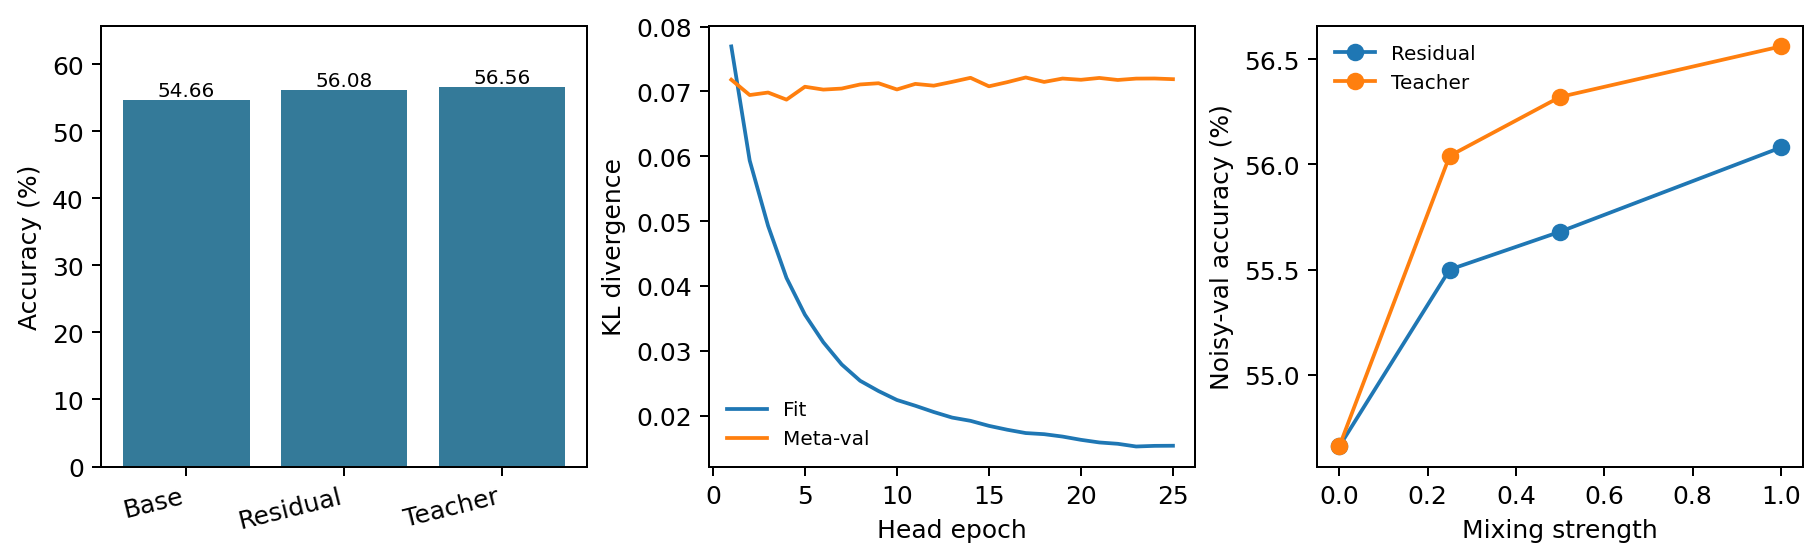 Accuracy (%)
60
50
40
30
20
10
0
54.66
56.08
56.56
Base
Residual
Teacher
KL divergence
0.08
0.07
0.06
0.05
0.04
0.03
0.02
Fit
Meta-val
0
5
10
15
20
25
Head epoch
Noisy-val accuracy (%)
56.5
56.0
55.5
55.0
Residual
Teacher
0.0
0.2
0.4
0.6
0.8
1.0
Mixing strength